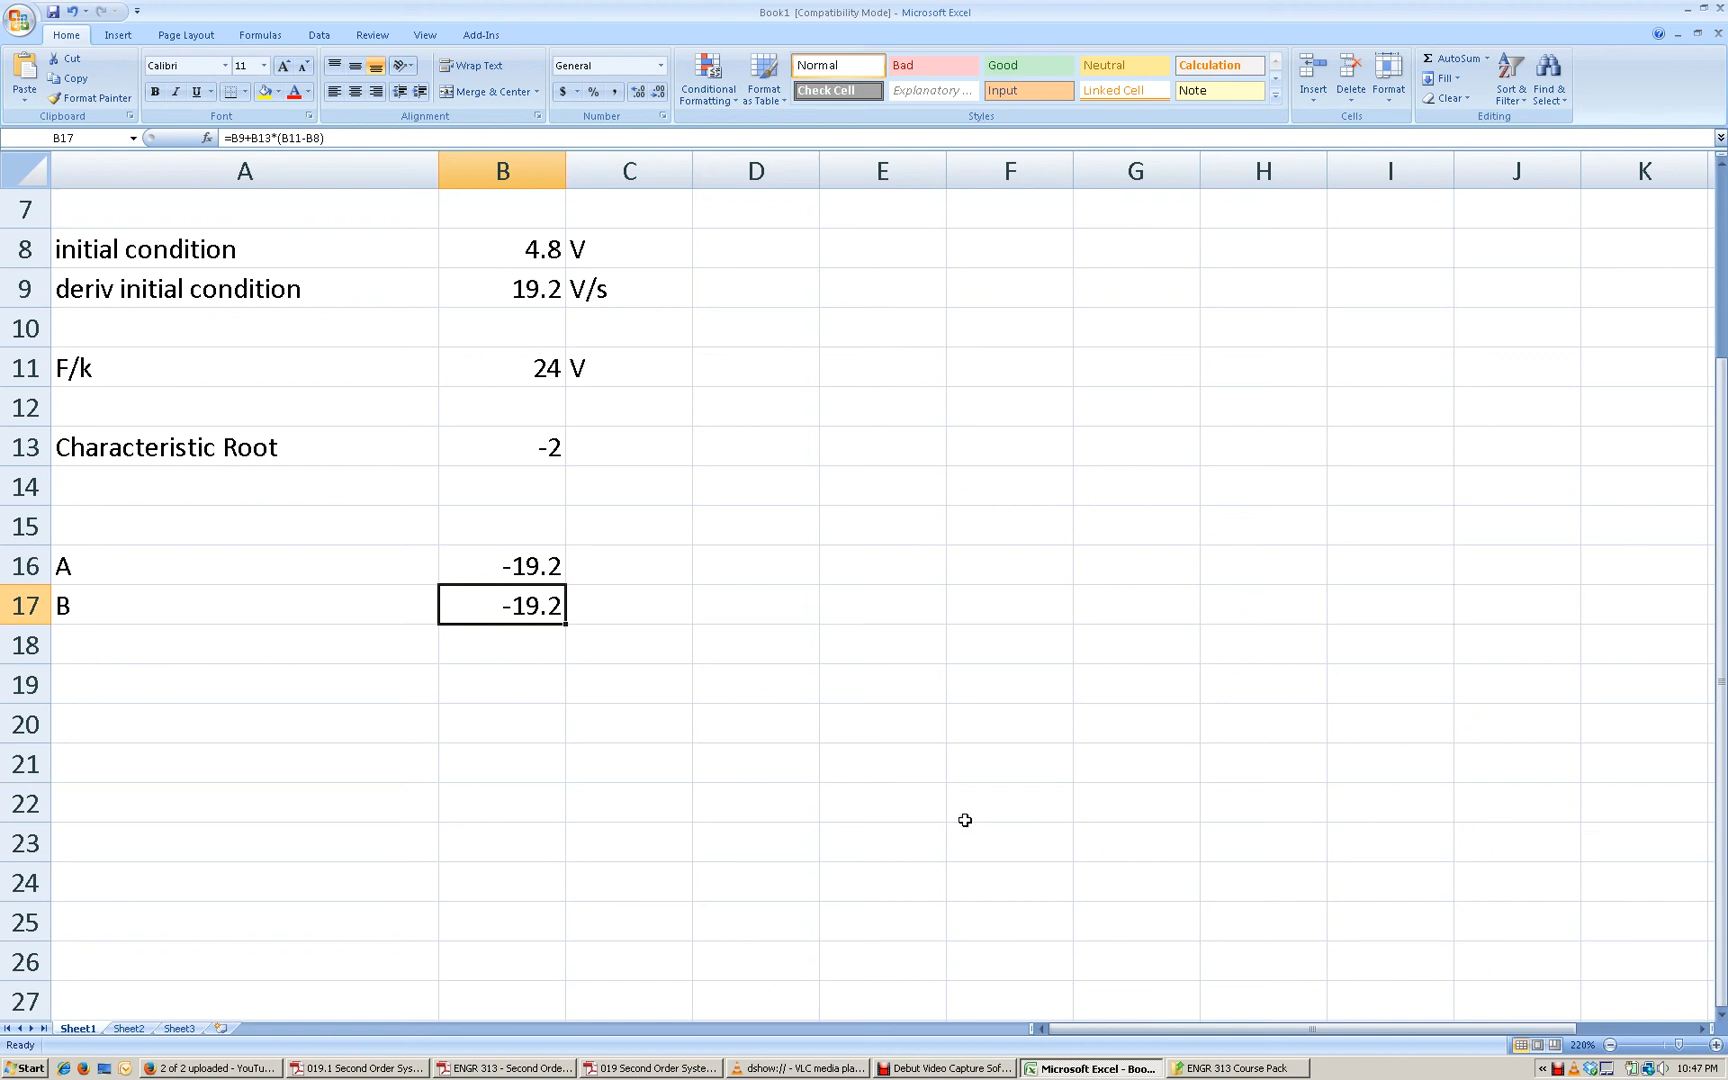 Book1 [Compatibility Mode] - Microsoft Excel
Home Insert Page Layout Formulas Data Review View Add-Ins
Paste
Cut
Copy
Format Painter
Clipboard
Calibri 11
B I U
Font
Wrap Text
Merge & Center
Alignment
General
$ % ,
Number
Conditional Formatting
Format as Table
Normal Bad Good Neutral Calculation
Check Cell Explanatory ... Input Linked Cell Note
Styles
Insert Delete Format
Cells
AutoSum
Fill
Clear
Sort & Filter
Find & Select
Editing
B17 fx =B9+B13*(B11-B8)
A B C D E F G H I J K
7
8 initial condition 4.8 V
9 deriv initial condition 19.2 V/s
10
11 F/k 24 V
12
13 Characteristic Root -2
14
15
16 A -19.2
17 B -19.2
18
19
20
21
22
23
24
25
26
27
Sheet1 Sheet2 Sheet3
Ready 220%
Start 2 of 2 uploaded - YouTu... 019.1 Second Order Sys... ENGR 313 - Second Orde... 019 Second Order Syste... dshow:// - VLC media pla... Debut Video Capture Sof... Microsoft Excel - Boo... ENGR 313 Course Pack « 10:47 PM